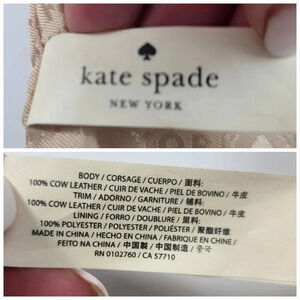 kate spade
NEW YORK
BODY / CORSAGE / CUERPO / 面料:
100% COW LEATHER / CUIR DE VACHE / PIEL DE BOVINO / 牛皮
TRIM / ADORNO / GARNITURE / 辅料:
100% COW LEATHER / CUIR DE VACHE / PIEL DE BOVINO / 牛皮
LINING / FORRO / DOUBLURE / 里料:
100% POLYESTER / POLYESTER / POLIÉSTER / 聚酯纤维
MADE IN CHINA / HECHO EN CHINA / FABRIQUE EN CHINE /
FEITO NA CHINA / 中国製 / 中国制造 / 중국
RN 0102760 / CA 57710